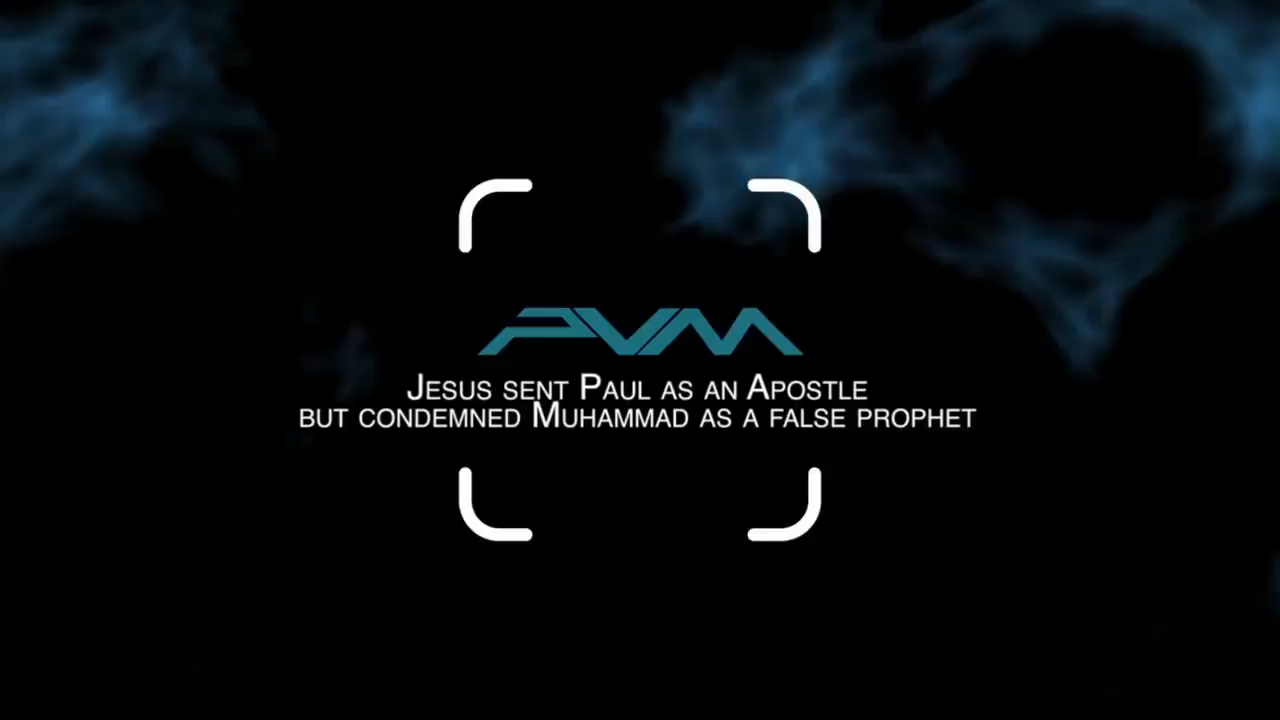 PVM
Jesus sent Paul as an Apostle
but condemned Muhammad as a false prophet